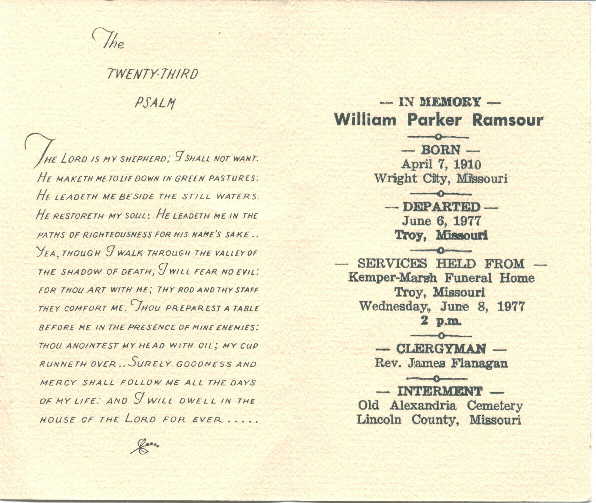 The
TWENTY-THIRD
PSALM
THE LORD IS MY SHEPHERD; I SHALL NOT WANT.
HE MAKETH ME TO LIE DOWN IN GREEN PASTURES:
HE LEADETH ME BESIDE THE STILL WATERS.
HE RESTORETH MY SOUL: HE LEADETH ME IN THE
PATHS OF RIGHTEOUSNESS FOR HIS NAME'S SAKE..
YEA, THOUGH I WALK THROUGH THE VALLEY OF
THE SHADOW OF DEATH, I WILL FEAR NO EVIL:
FOR THOU ART WITH ME; THY ROD AND THY STAFF
THEY COMFORT ME. THOU PREPAREST A TABLE
BEFORE ME IN THE PRESENCE OF MINE ENEMIES:
THOU ANOINTEST MY HEAD WITH OIL; MY CUP
RUNNETH OVER..SURELY GOODNESS AND
MERCY SHALL FOLLOW ME ALL THE DAYS
OF MY LIFE: AND I WILL DWELL IN THE
HOUSE OF THE LORD FOR EVER.....
— IN MEMORY —
William Parker Ramsour
— BORN —
April 7, 1910
Wright City, Missouri
— DEPARTED —
June 6, 1977
Troy, Missouri
— SERVICES HELD FROM —
Kemper-Marsh Funeral Home
Troy, Missouri
Wednesday, June 8, 1977
2 p.m.
— CLERGYMAN —
Rev. James Flanagan
— INTERMENT —
Old Alexandria Cemetery
Lincoln County, Missouri